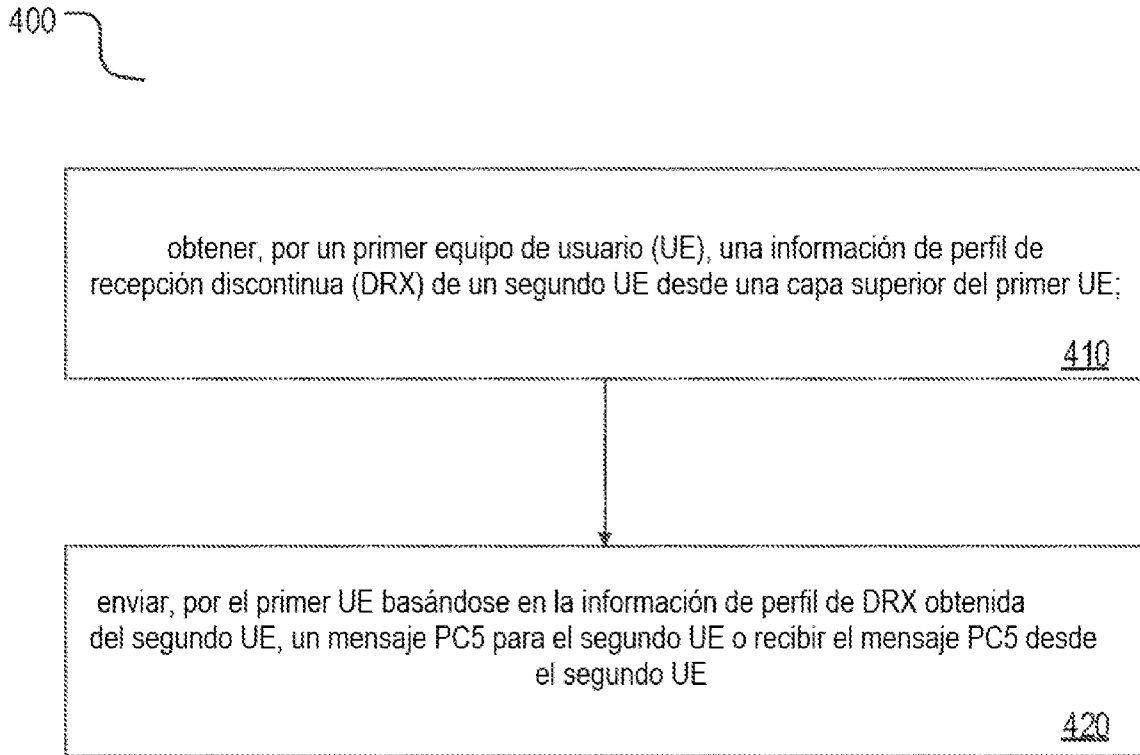 400
obtener, por un primer equipo de usuario (UE), una información de perfil de
recepción discontinua (DRX) de un segundo UE desde una capa superior del primer UE;
410
enviar, por el primer UE basándose en la información de perfil de DRX obtenida
del segundo UE, un mensaje PC5 para el segundo UE o recibir el mensaje PC5 desde
el segundo UE
420